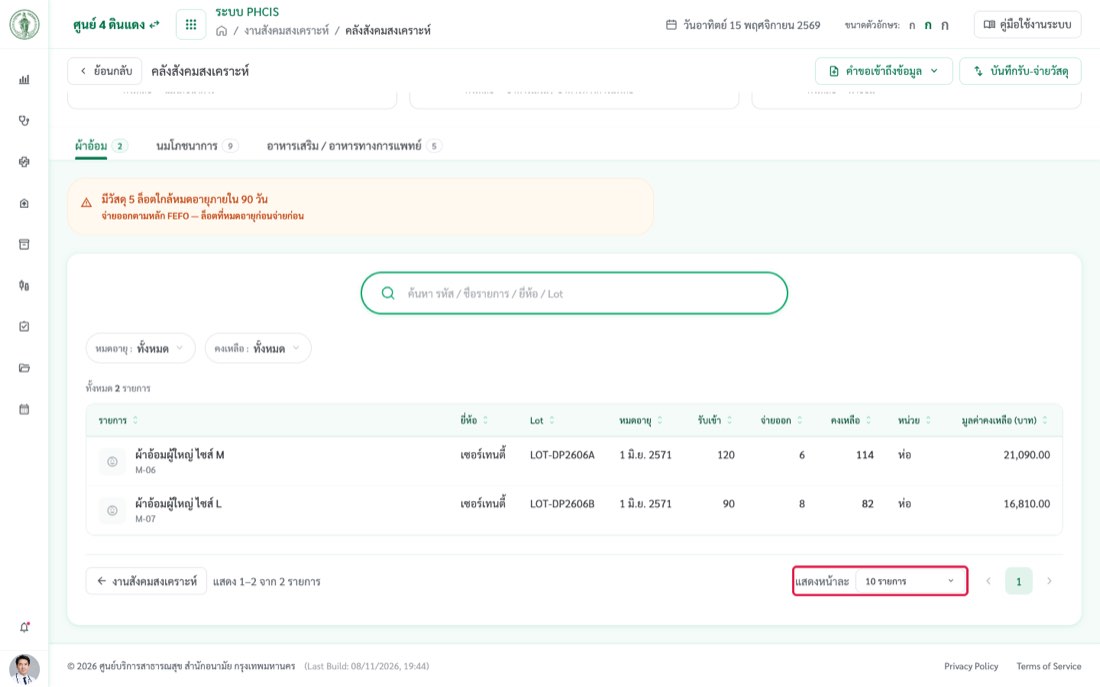 ศูนย์ 4 ดินแดง
ระบบ PHCIS
/ งานสังคมสงเคราะห์ / คลังสังคมสงเคราะห์
วันอาทิตย์ 15 พฤศจิกายน 2569
ขนาดตัวอักษร: ก ก ก
คู่มือใช้งานระบบ
ย้อนกลับ
คลังสังคมสงเคราะห์
คำขอเข้าถึงข้อมูล
บันทึกรับ-จ่ายวัสดุ
ผ้าอ้อม 2
นมโภชนาการ 9
อาหารเสริม / อาหารทางการแพทย์ 5
มีวัสดุ 5 ล็อตใกล้หมดอายุภายใน 90 วัน
จ่ายออกตามหลัก FEFO — ล็อตที่หมดอายุก่อนจ่ายก่อน
ค้นหา รหัส / ชื่อรายการ / ยี่ห้อ / Lot
หมดอายุ : ทั้งหมด
คงเหลือ : ทั้งหมด
ทั้งหมด 2 รายการ
รายการ ยี่ห้อ Lot หมดอายุ รับเข้า จ่ายออก คงเหลือ หน่วย มูลค่าคงเหลือ (บาท)
ผ้าอ้อมผู้ใหญ่ ไซส์ M เซอร์เทนตี้ LOT-DP2606A 1 มิ.ย. 2571 120 6 114 ห่อ 21,090.00
M-06
ผ้าอ้อมผู้ใหญ่ ไซส์ L เซอร์เทนตี้ LOT-DP2606B 1 มิ.ย. 2571 90 8 82 ห่อ 16,810.00
M-07
งานสังคมสงเคราะห์
แสดง 1–2 จาก 2 รายการ
แสดงหน้าละ 10 รายการ
1
© 2026 ศูนย์บริการสาธารณสุข สำนักอนามัย กรุงเทพมหานคร (Last Build: 08/11/2026, 19:44)
Privacy Policy Terms of Service